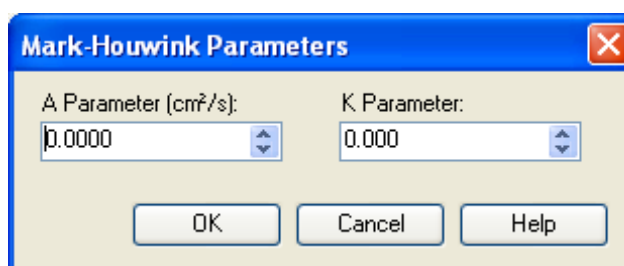 Mark-Houwink Parameters
A Parameter (cm²/s): K Parameter:
0.0000 0.000
OK Cancel Help